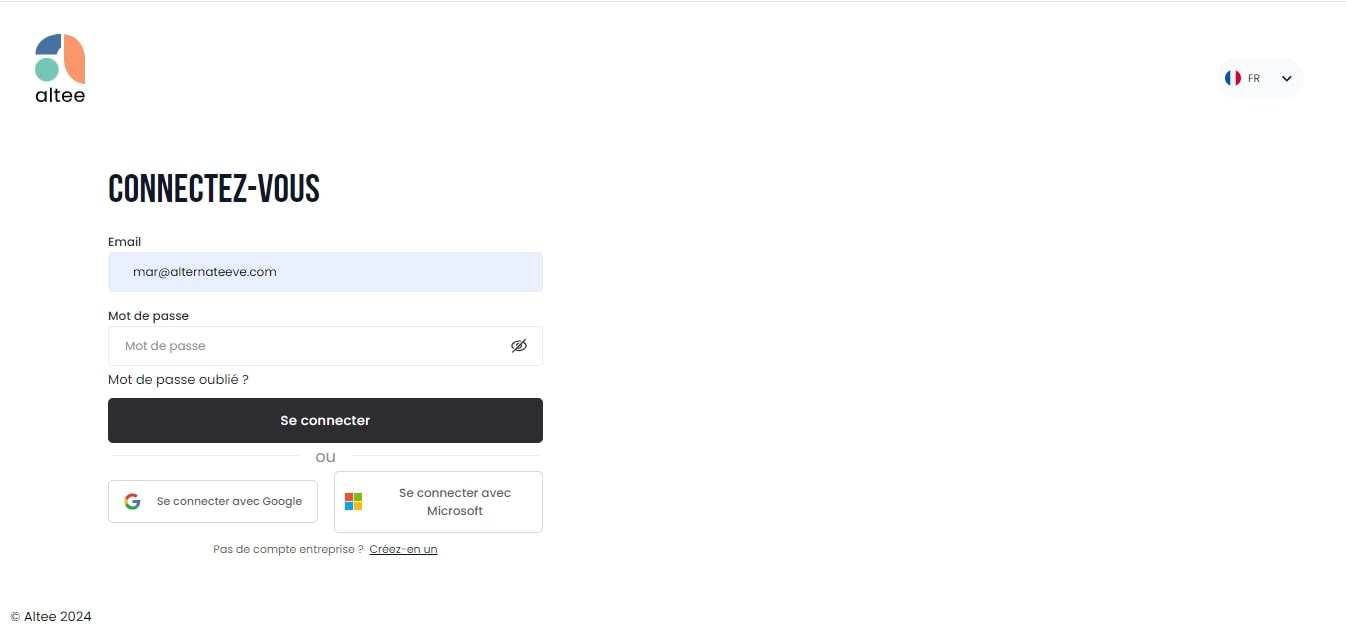 altee
FR
CONNECTEZ-VOUS
Email
mar@alternateeve.com
Mot de passe
Mot de passe
Mot de passe oublié ?
Se connecter
ou
Se connecter avec Google
Se connecter avec
Microsoft
Pas de compte entreprise ? Créez-en un
© Altee 2024